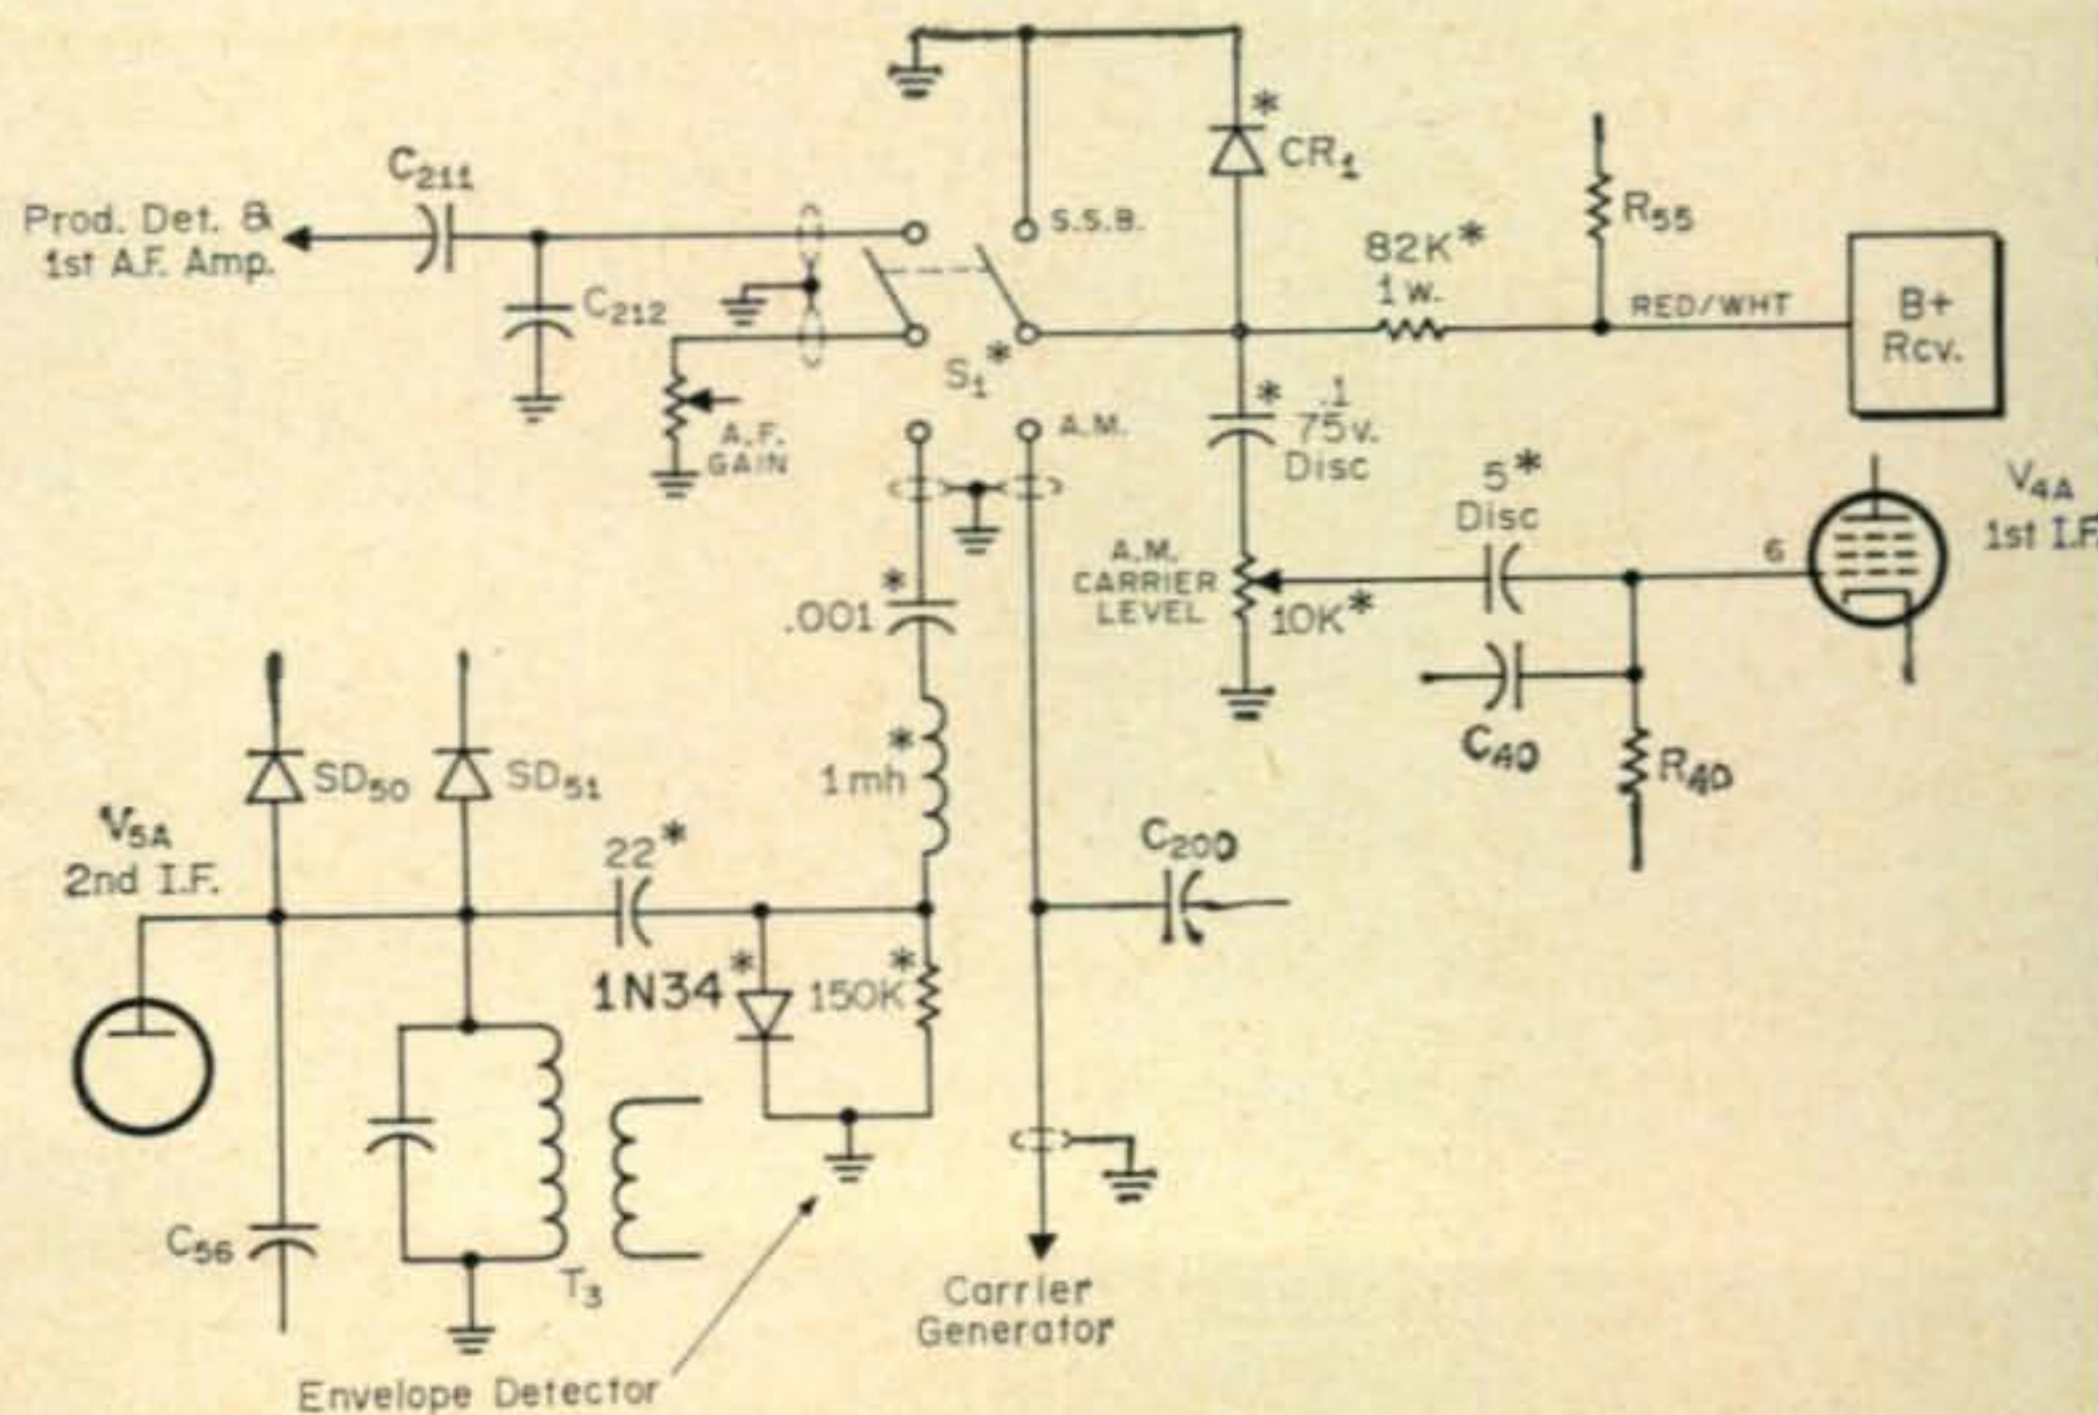 C211
Prod. Det. &
1st A.F. Amp.
C212
A.F.
GAIN
S1*
S.S.B.
A.M.
*
CR1
82K*
1w.
R55
RED/WHT
B+
Rcv.
* .1
75v.
Disc
5*
Disc
6
V4A
1st I.F.
A.M.
CARRIER
LEVEL
10K*
C40
R40
*
.001
*
1mh
SD50
SD51
V5A
2nd I.F.
22*
1N34*
150K*
C200
C56
T3
Carrier
Generator
Envelope Detector